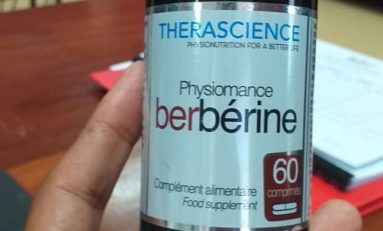 THERASCIENCE
PHYSIONUTRITION FOR A BETTER LIFE
Physiomance
berbérine
Complément alimentaire
Food supplement
60
comprimés